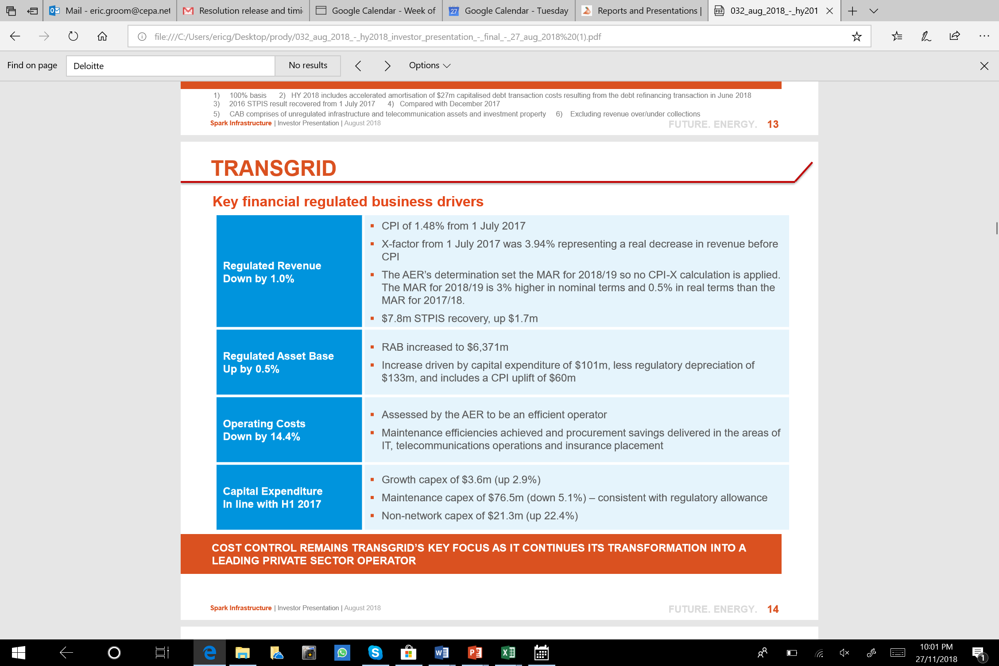 Mail - eric.groom@cepa.net
Resolution release and timi
Google Calendar - Week of
27 Google Calendar - Tuesday
Reports and Presentations |
PDF 032_aug_2018_-_hy201
file:///C:/Users/ericg/Desktop/prody/032_aug_2018_-_hy2018_investor_presentation_-_final_-_27_aug_2018%20(1).pdf
Find on page Deloitte No results Options
1) 100% basis 2) HY 2018 includes accelerated amortisation of $27m capitalised debt transaction costs resulting from the debt refinancing transaction in June 2018
3) 2016 STPIS result recovered from 1 July 2017 4) Compared with December 2017
5) CAB comprises of unregulated infrastructure and telecommunication assets and investment property 6) Excluding revenue over/under collections
Spark Infrastructure | Investor Presentation | August 2018
FUTURE. ENERGY. 13
TRANSGRID
Key financial regulated business drivers
Regulated Revenue
Down by 1.0%
▪ CPI of 1.48% from 1 July 2017
▪ X-factor from 1 July 2017 was 3.94% representing a real decrease in revenue before
CPI
▪ The AER's determination set the MAR for 2018/19 so no CPI-X calculation is applied.
The MAR for 2018/19 is 3% higher in nominal terms and 0.5% in real terms than the
MAR for 2017/18.
▪ $7.8m STPIS recovery, up $1.7m
Regulated Asset Base
Up by 0.5%
▪ RAB increased to $6,371m
▪ Increase driven by capital expenditure of $101m, less regulatory depreciation of
$133m, and includes a CPI uplift of $60m
Operating Costs
Down by 14.4%
▪ Assessed by the AER to be an efficient operator
▪ Maintenance efficiencies achieved and procurement savings delivered in the areas of
IT, telecommunications operations and insurance placement
Capital Expenditure
In line with H1 2017
▪ Growth capex of $3.6m (up 2.9%)
▪ Maintenance capex of $76.5m (down 5.1%) – consistent with regulatory allowance
▪ Non-network capex of $21.3m (up 22.4%)
COST CONTROL REMAINS TRANSGRID'S KEY FOCUS AS IT CONTINUES ITS TRANSFORMATION INTO A
LEADING PRIVATE SECTOR OPERATOR
Spark Infrastructure | Investor Presentation | August 2018
FUTURE. ENERGY. 14
10:01 PM
27/11/2018
1